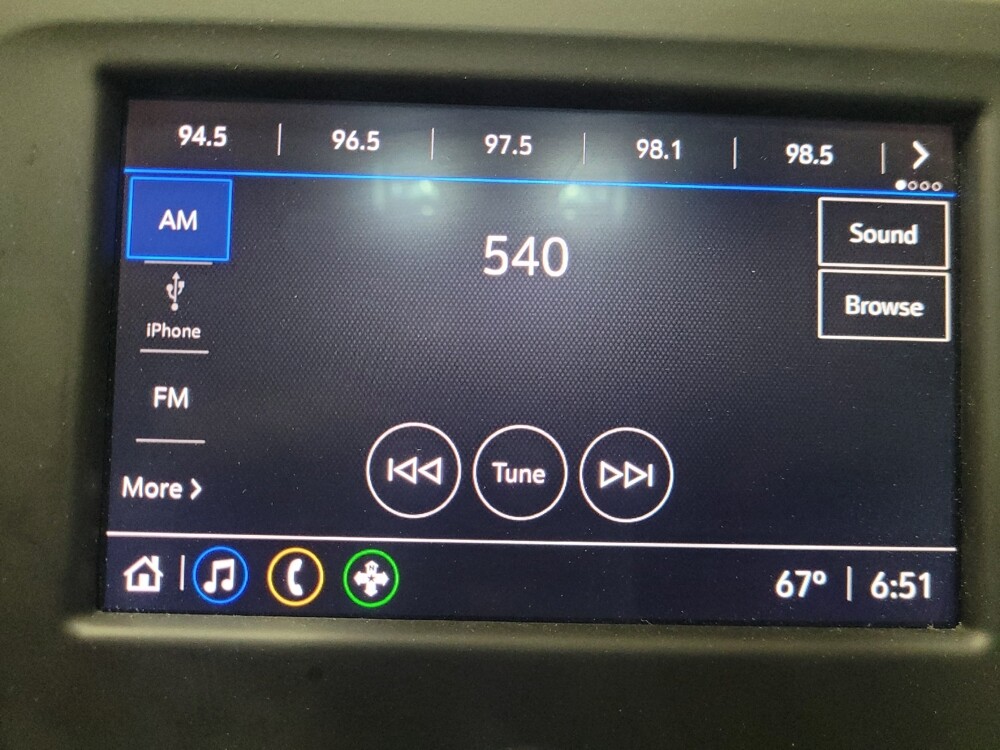 94.5 | 96.5 | 97.5 | 98.1 | 98.5 |
AM
540
Sound
Browse
iPhone
FM
More
Tune
67° | 6:51